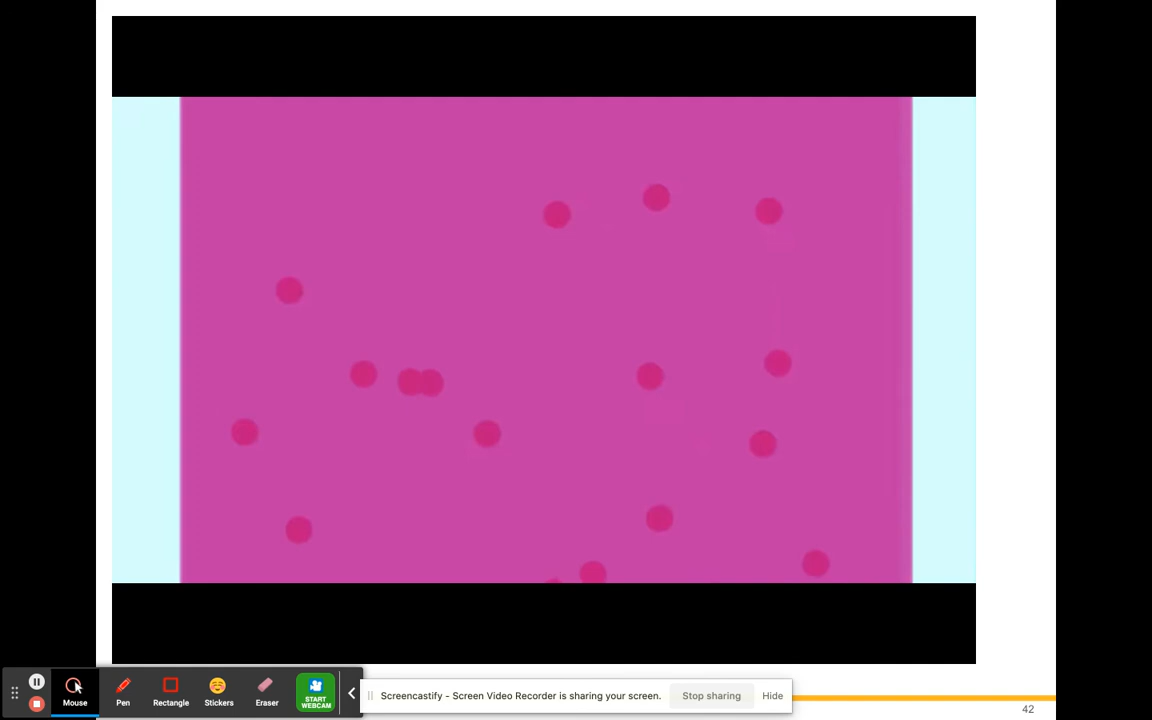 Mouse
Pen
Rectangle
Stickers
Eraser
START
WEBCAM
Screencastify - Screen Video Recorder is sharing your screen.
Stop sharing
Hide
42